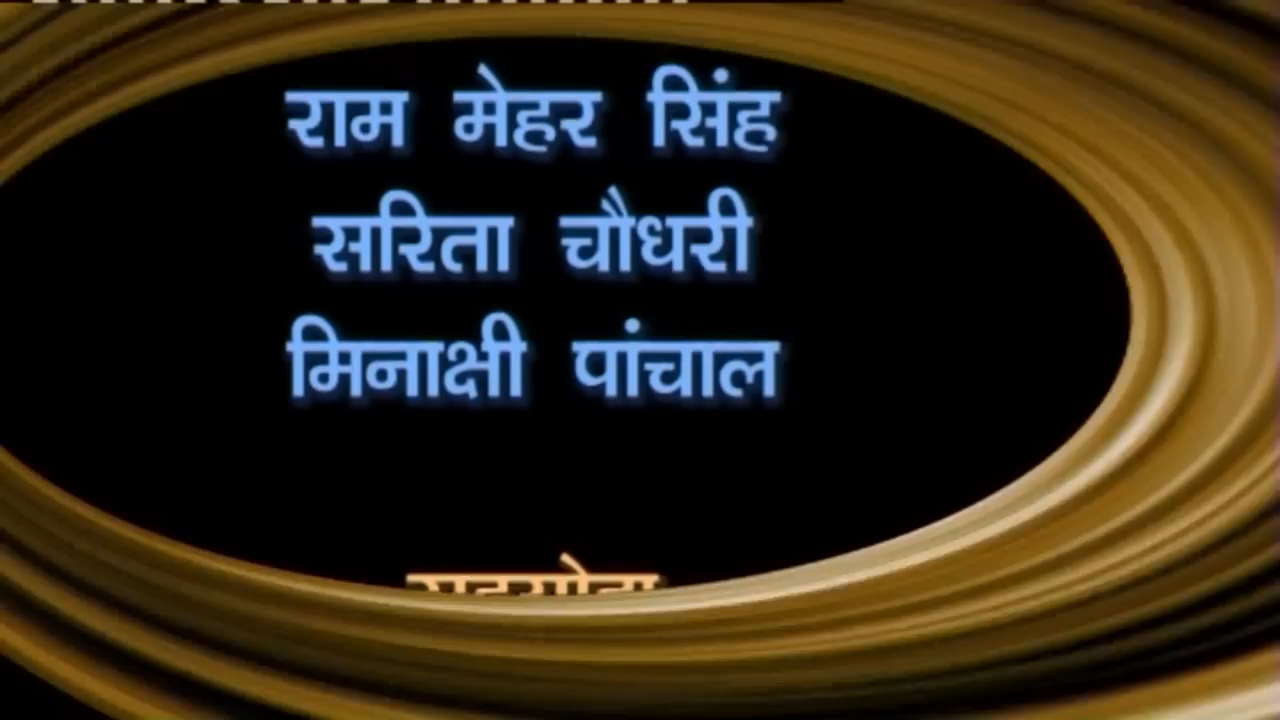 राम मेहर सिंह
सरिता चौधरी
मिनाक्षी पांचाल